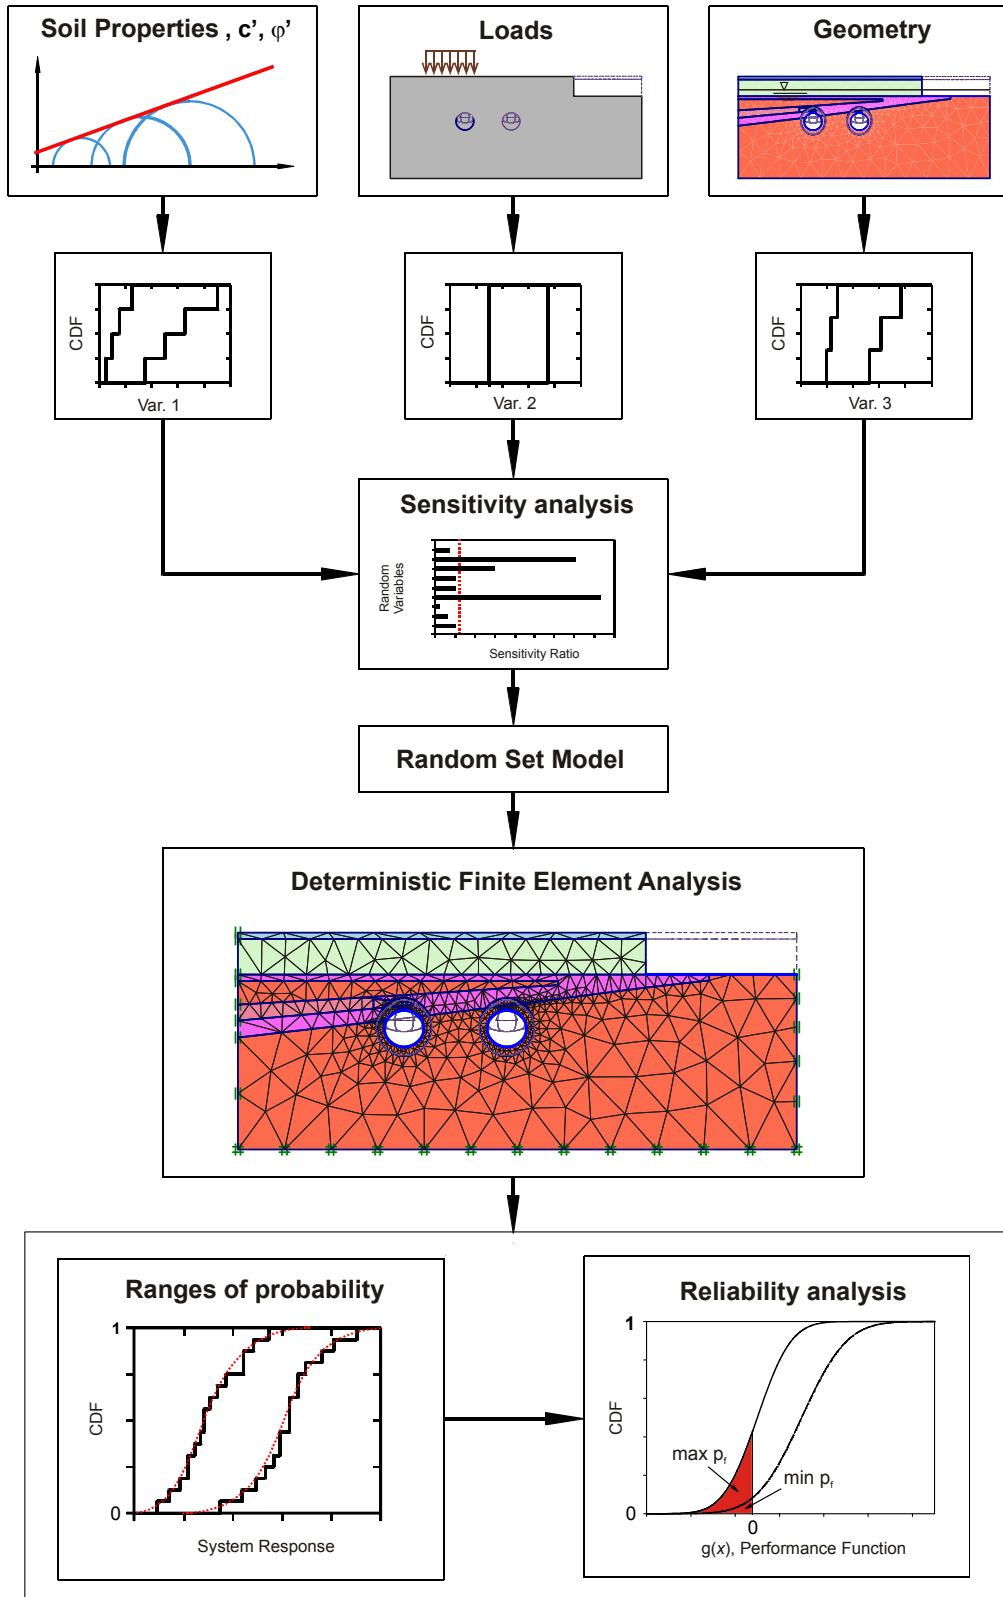 Soil Properties , c’, φ’
Loads
Geometry
CDF
Var. 1
CDF
Var. 2
CDF
Var. 3
Sensitivity analysis
Random
Variables
Sensitivity Ratio
Random Set Model
Deterministic Finite Element Analysis
Ranges of probability
1
CDF
0
System Response
Reliability analysis
1
CDF
max pf
min pf
0
0
g(x), Performance Function